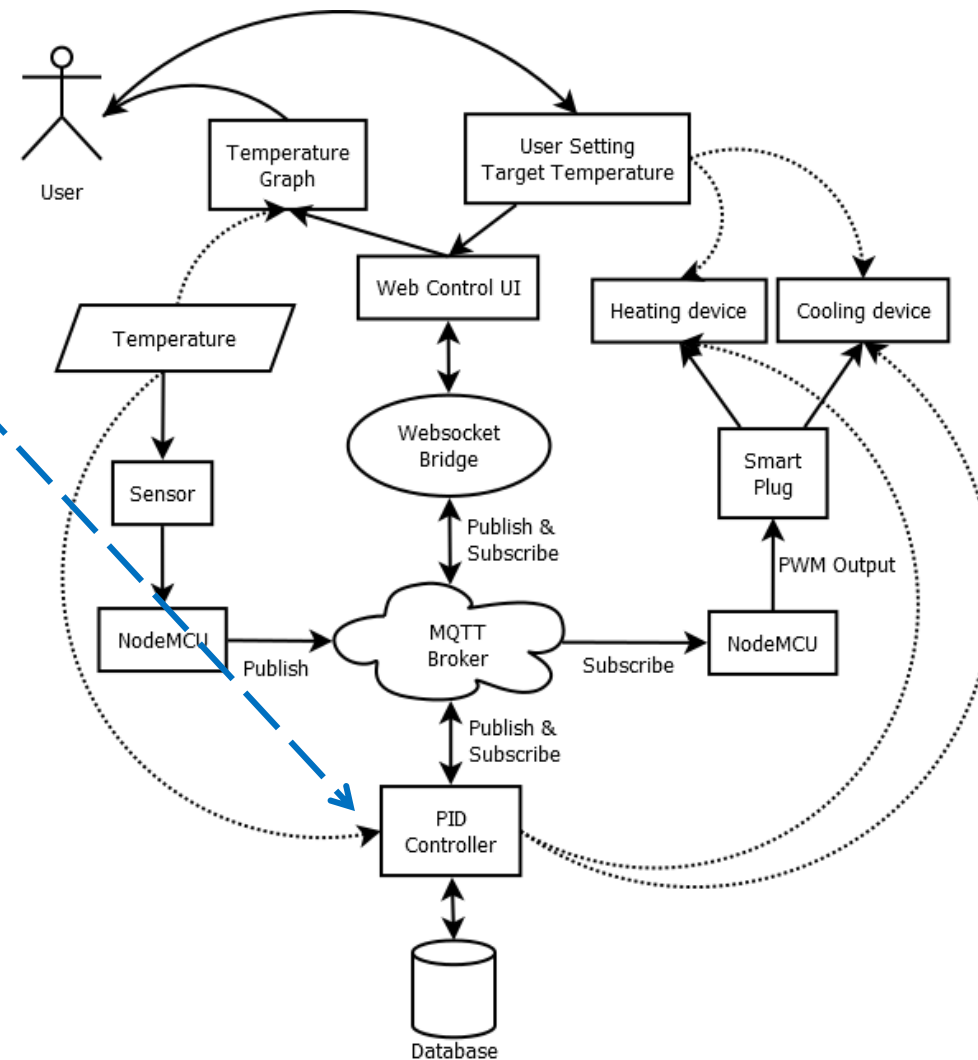 User
Temperature
Graph
User Setting
Target Temperature
Web Control UI
Heating device
Cooling device
Temperature
Websocket
Bridge
Smart
Plug
Sensor
Publish &
Subscribe
PWM Output
NodeMCU
Publish
MQTT
Broker
Subscribe
NodeMCU
Publish &
Subscribe
PID
Controller
Database